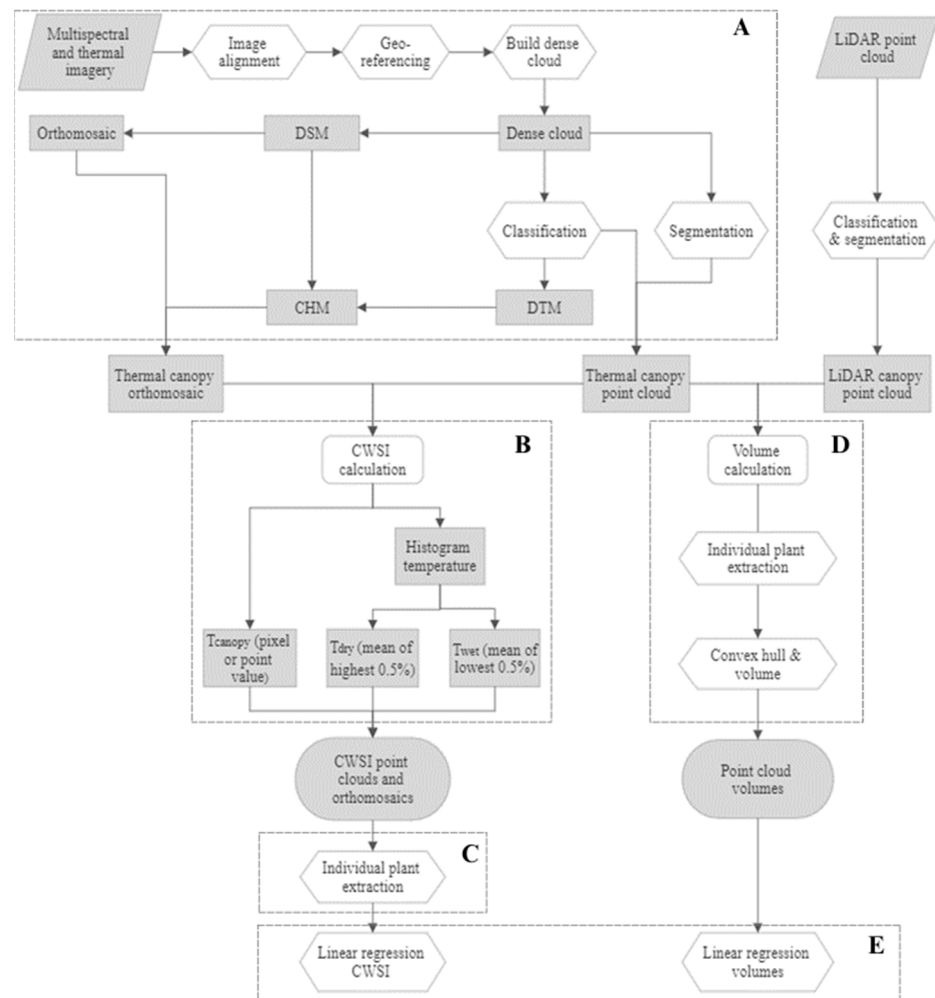 A
Multispectral
and thermal
imagery
Image
alignment
Geo-
referencing
Build dense
cloud
LiDAR point
cloud
Orthomosaic
DSM
Dense cloud
Classification
Segmentation
Classification
& segmentation
CHM
DTM
Thermal canopy
orthomosaic
Thermal canopy
point cloud
LiDAR canopy
point cloud
B
CWSI
calculation
Histogram
temperature
Tcanopy (pixel
or point
value)
Tdry (mean of
highest 0.5%)
Twet (mean of
lowest 0.5%)
D
Volume
calculation
Individual plant
extraction
Convex hull &
volume
CWSI point
clouds and
orthomosaics
Point cloud
volumes
C
Individual plant
extraction
E
Linear regression
CWSI
Linear regression
volumes